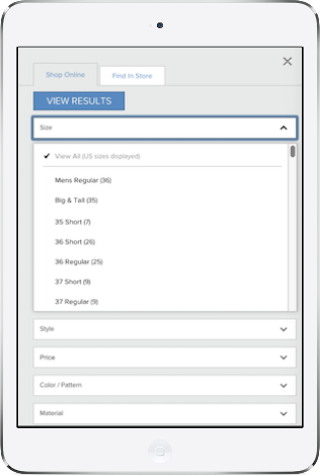 Shop Online
Find In Store
VIEW RESULTS
Size
View All (US sizes displayed)
Mens Regular (36)
Big & Tall (35)
35 Short (7)
36 Short (26)
36 Regular (25)
37 Short (9)
37 Regular (9)
Style
Price
Color / Pattern
Material